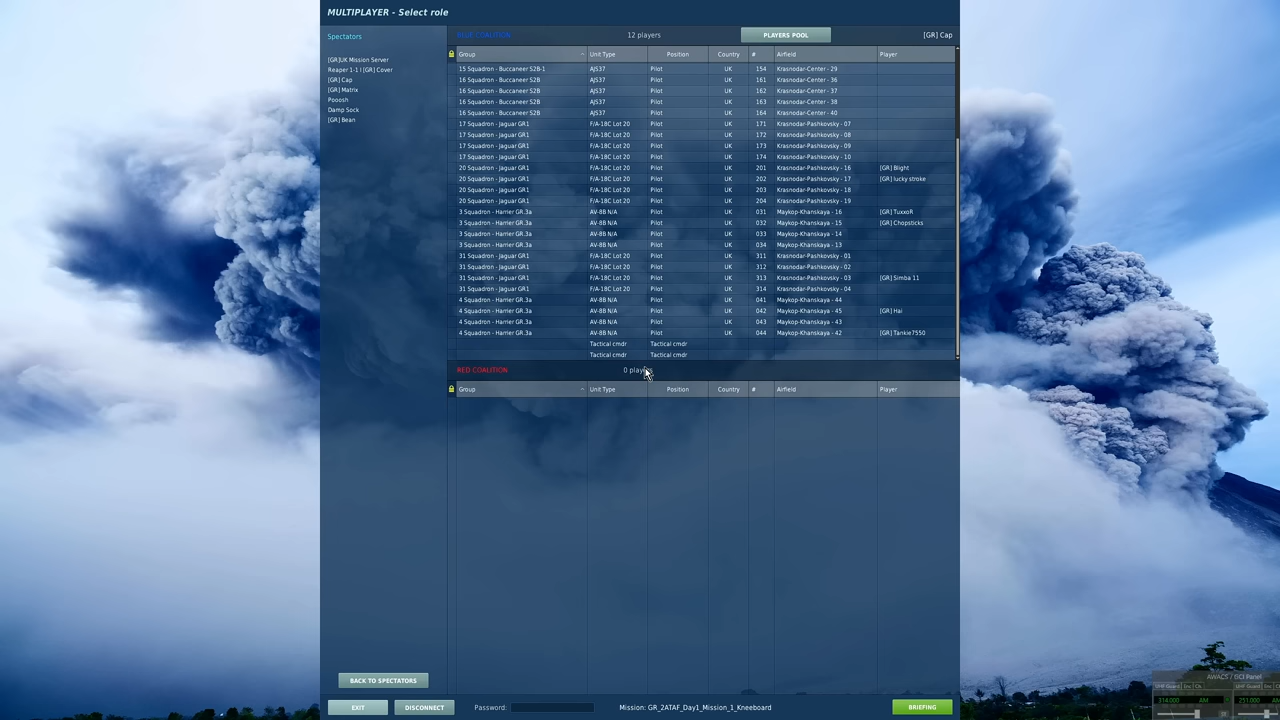 MULTIPLAYER - Select role
Spectators
[GR]UK Mission Server
Reaper 1-1 | [GR] Cover
[GR] Cap
[GR] Matrix
Pooosh
Damp Sock
[GR] Bean
BLUE COALITION 12 players PLAYERS POOL [GR] Cap
Group Unit Type Position Country # Airfield Player
15 Squadron - Buccaneer S2B-1 AJS37 Pilot UK 154 Krasnodar-Center - 29
16 Squadron - Buccaneer S2B AJS37 Pilot UK 161 Krasnodar-Center - 36
16 Squadron - Buccaneer S2B AJS37 Pilot UK 162 Krasnodar-Center - 37
16 Squadron - Buccaneer S2B AJS37 Pilot UK 163 Krasnodar-Center - 38
16 Squadron - Buccaneer S2B AJS37 Pilot UK 164 Krasnodar-Center - 40
17 Squadron - Jaguar GR1 F/A-18C Lot 20 Pilot UK 171 Krasnodar-Pashkovsky - 07
17 Squadron - Jaguar GR1 F/A-18C Lot 20 Pilot UK 172 Krasnodar-Pashkovsky - 08
17 Squadron - Jaguar GR1 F/A-18C Lot 20 Pilot UK 173 Krasnodar-Pashkovsky - 09
17 Squadron - Jaguar GR1 F/A-18C Lot 20 Pilot UK 174 Krasnodar-Pashkovsky - 10
20 Squadron - Jaguar GR1 F/A-18C Lot 20 Pilot UK 201 Krasnodar-Pashkovsky - 16 [GR] Blight
20 Squadron - Jaguar GR1 F/A-18C Lot 20 Pilot UK 202 Krasnodar-Pashkovsky - 17 [GR] lucky stroke
20 Squadron - Jaguar GR1 F/A-18C Lot 20 Pilot UK 203 Krasnodar-Pashkovsky - 18
20 Squadron - Jaguar GR1 F/A-18C Lot 20 Pilot UK 204 Krasnodar-Pashkovsky - 19
3 Squadron - Harrier GR.3a AV-8B N/A Pilot UK 031 Maykop-Khanskaya - 16 [GR] TuxxoR
3 Squadron - Harrier GR.3a AV-8B N/A Pilot UK 032 Maykop-Khanskaya - 15 [GR] Chopsticks
3 Squadron - Harrier GR.3a AV-8B N/A Pilot UK 033 Maykop-Khanskaya - 14
3 Squadron - Harrier GR.3a AV-8B N/A Pilot UK 034 Maykop-Khanskaya - 13
31 Squadron - Jaguar GR1 F/A-18C Lot 20 Pilot UK 311 Krasnodar-Pashkovsky - 01
31 Squadron - Jaguar GR1 F/A-18C Lot 20 Pilot UK 312 Krasnodar-Pashkovsky - 02
31 Squadron - Jaguar GR1 F/A-18C Lot 20 Pilot UK 313 Krasnodar-Pashkovsky - 03 [GR] Simba 11
31 Squadron - Jaguar GR1 F/A-18C Lot 20 Pilot UK 314 Krasnodar-Pashkovsky - 04
4 Squadron - Harrier GR.3a AV-8B N/A Pilot UK 041 Maykop-Khanskaya - 44
4 Squadron - Harrier GR.3a AV-8B N/A Pilot UK 042 Maykop-Khanskaya - 45 [GR] Hai
4 Squadron - Harrier GR.3a AV-8B N/A Pilot UK 043 Maykop-Khanskaya - 43
4 Squadron - Harrier GR.3a AV-8B N/A Pilot UK 044 Maykop-Khanskaya - 42 [GR] Tankie7550
Tactical cmdr Tactical cmdr
Tactical cmdr Tactical cmdr
RED COALITION 0 players
Group Unit Type Position Country # Airfield Player
BACK TO SPECTATORS
EXIT DISCONNECT Password: Mission: GR_2ATAF_Day1_Mission_1_Kneeboard BRIEFING
AWACS / GCI Panel
UHF Guard Enc Ch UHF Guard Enc Ch
314.000 AM 251.000 AM